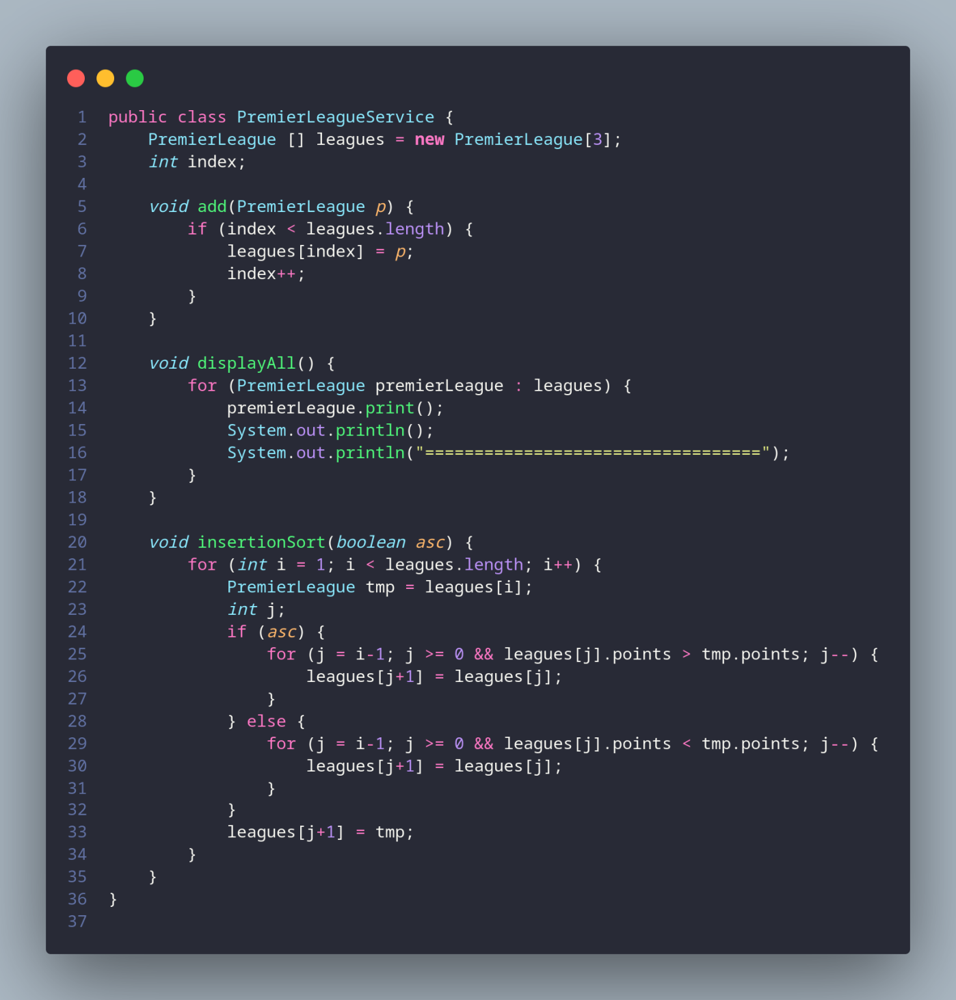 1 public class PremierLeagueService {
2     PremierLeague [] leagues = new PremierLeague[3];
3     int index;
4
5     void add(PremierLeague p) {
6         if (index < leagues.length) {
7             leagues[index] = p;
8             index++;
9         }
10     }
11
12     void displayAll() {
13         for (PremierLeague premierLeague : leagues) {
14             premierLeague.print();
15             System.out.println();
16             System.out.println("==================================");
17         }
18     }
19
20     void insertionSort(boolean asc) {
21         for (int i = 1; i < leagues.length; i++) {
22             PremierLeague tmp = leagues[i];
23             int j;
24             if (asc) {
25                 for (j = i-1; j >= 0 && leagues[j].points > tmp.points; j--) {
26                     leagues[j+1] = leagues[j];
27                 }
28             } else {
29                 for (j = i-1; j >= 0 && leagues[j].points < tmp.points; j--) {
30                     leagues[j+1] = leagues[j];
31                 }
32             }
33             leagues[j+1] = tmp;
34         }
35     }
36 }
37